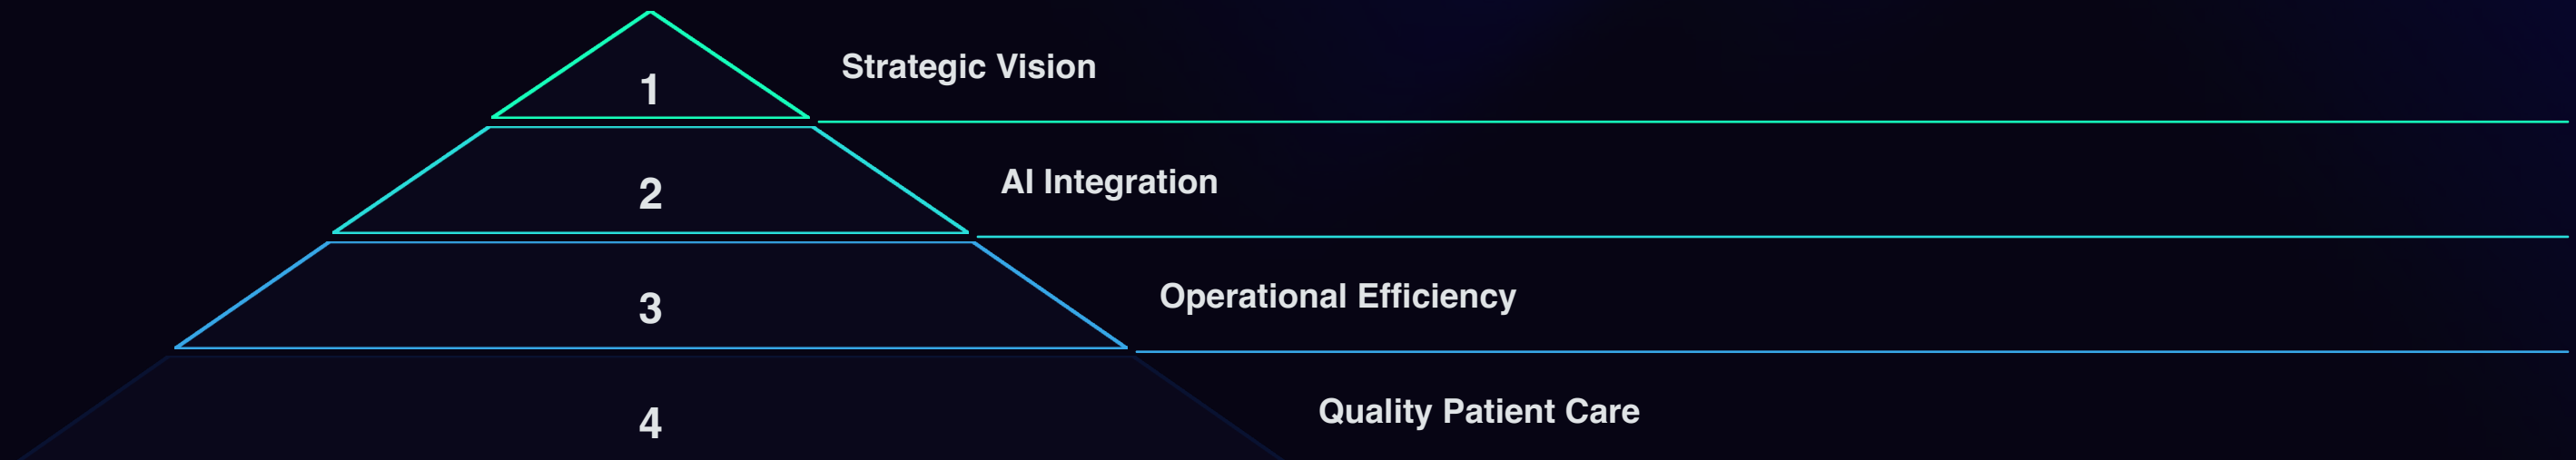 1
Strategic Vision
2
AI Integration
3
Operational Efficiency
4
Quality Patient Care